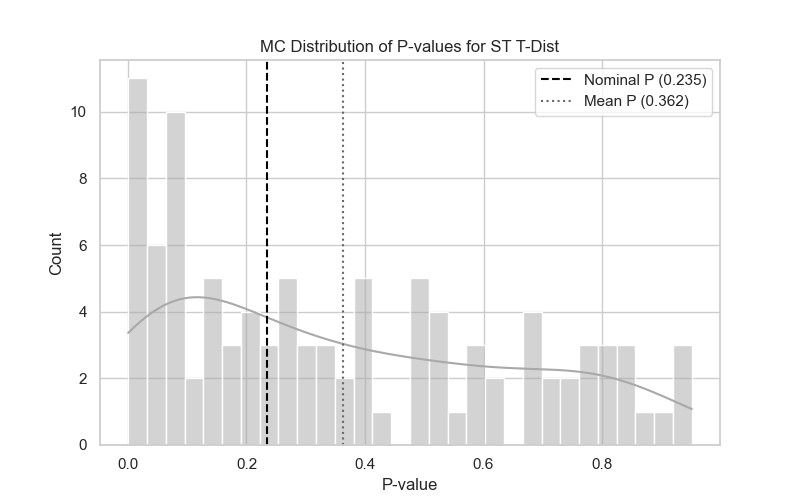 MC Distribution of P-values for ST T-Dist
Nominal P (0.235)
Mean P (0.362)
10
8
6
4
2
0
Count
0.0 0.2 0.4 0.6 0.8
P-value